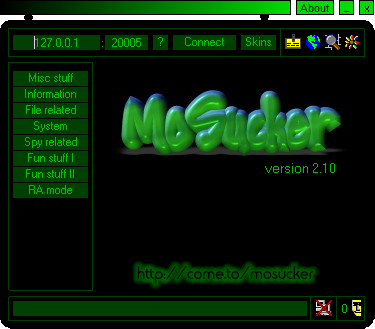 About _ x
127.0.0.1 : 20005 ? Connect Skins
Misc stuff
Information
File related
System
Spy related
Fun stuff I
Fun stuff II
RA mode
MoSucker
version 2.10
http://come.to/mosucker
0